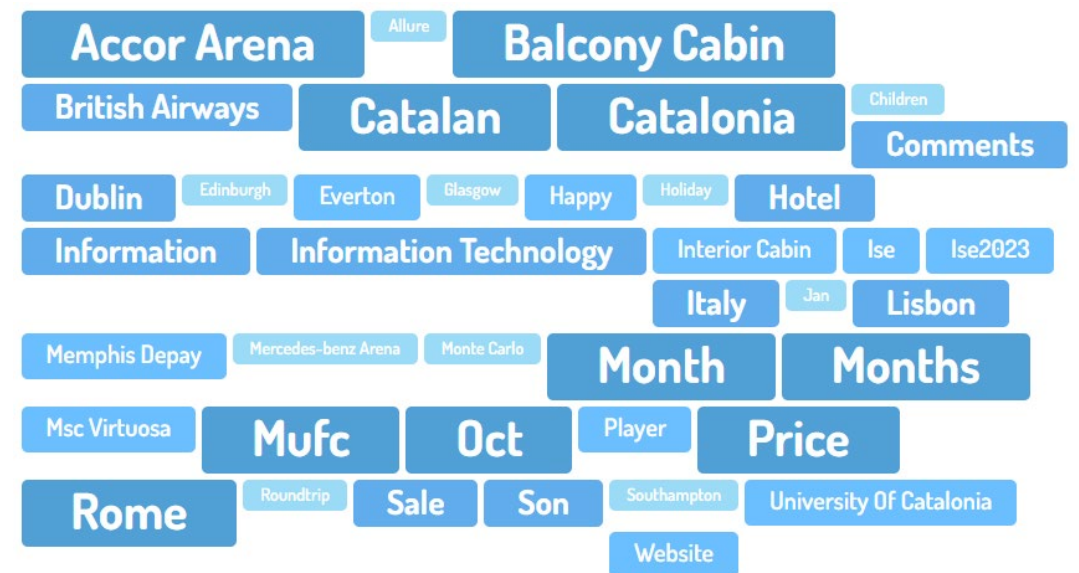 Accor Arena Allure Balcony Cabin
British Airways Catalan Catalonia Children
Comments
Dublin Edinburgh Everton Glasgow Happy Holiday Hotel
Information Information Technology Interior Cabin Ise Ise2023
Italy Jan Lisbon
Memphis Depay Mercedes-benz Arena Monte Carlo Month Months
Msc Virtuosa Mufc Oct Player Price
Rome Roundtrip Sale Son Southampton University Of Catalonia
Website